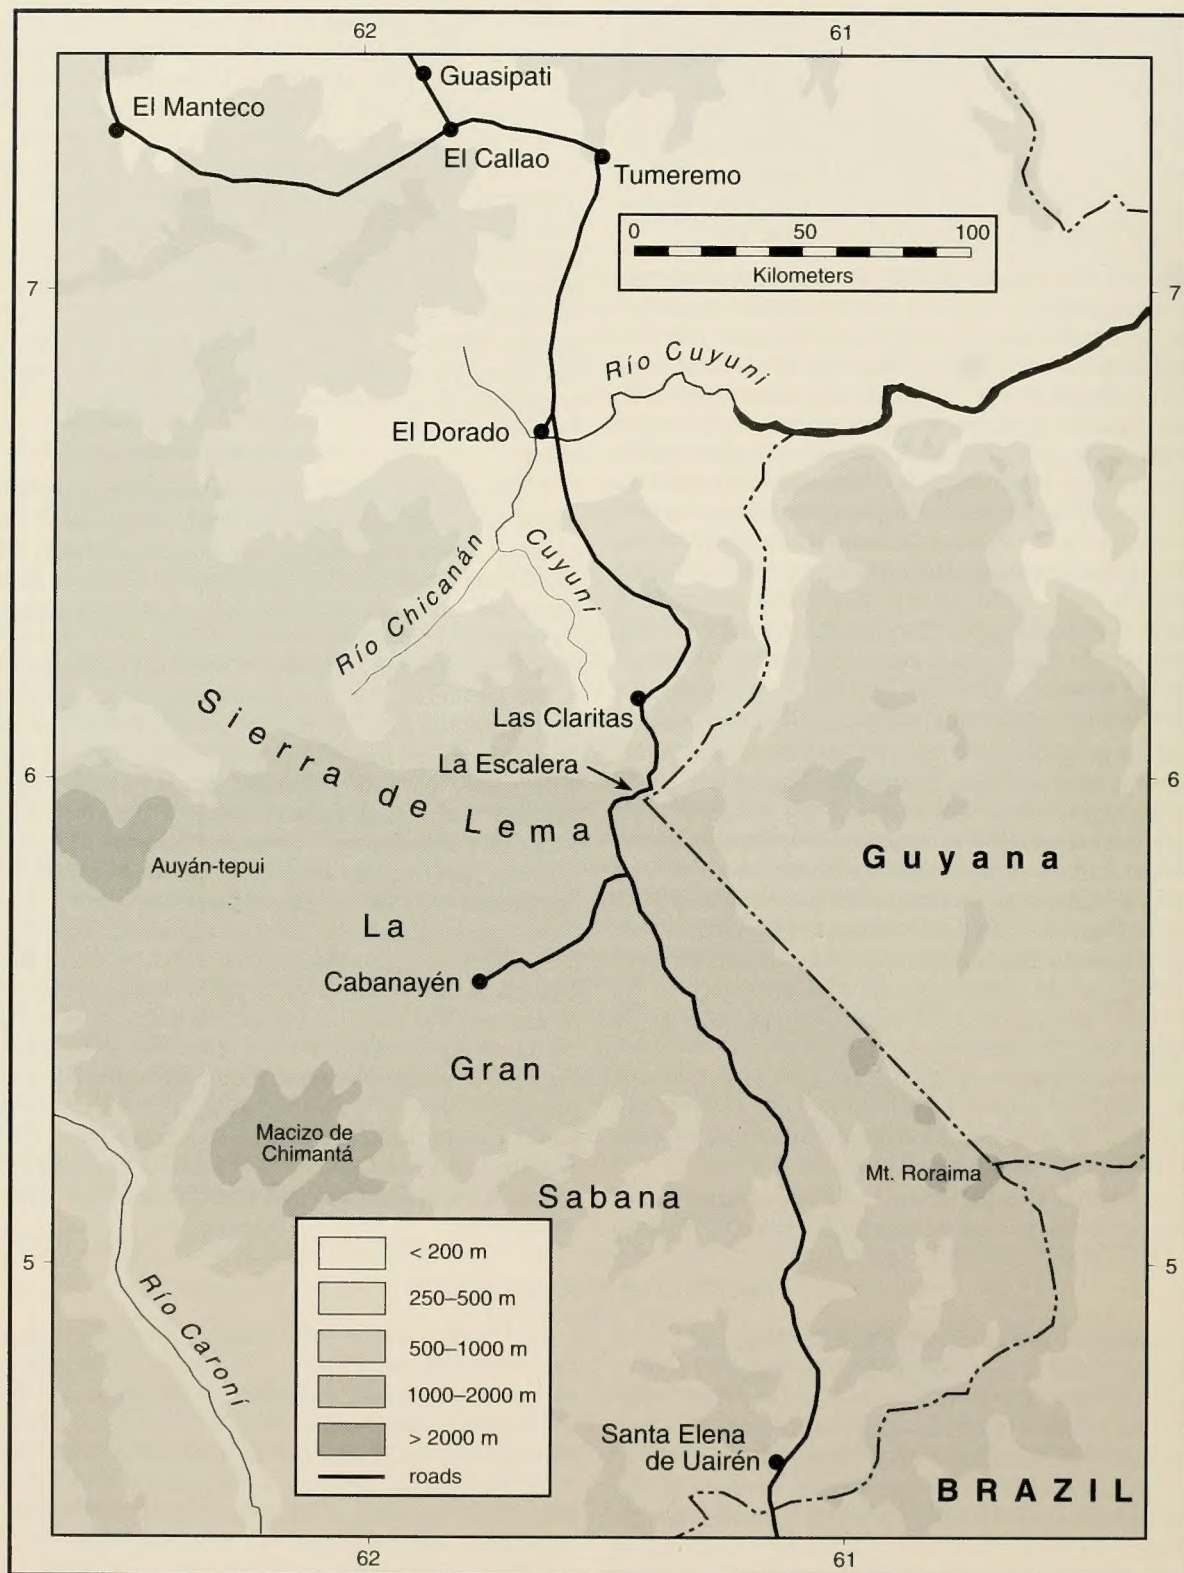 62
61
Guasipati
El Manteco
El Callao
Tumeremo
0 50 100
Kilometers
7
7
Río Cuyuni
El Dorado
Río Chicanán
Cuyuni
Las Claritas
La Escalera
6
6
Sierra de Lema
Auyán-tepui
Guyana
La
Cabanayén
Gran
Macizo de
Chimantá
Mt. Roraima
Sabana
5
5
Río Caroní
< 200 m
250–500 m
500–1000 m
1000–2000 m
> 2000 m
roads
Santa Elena
de Uairén
BRAZIL
62
61